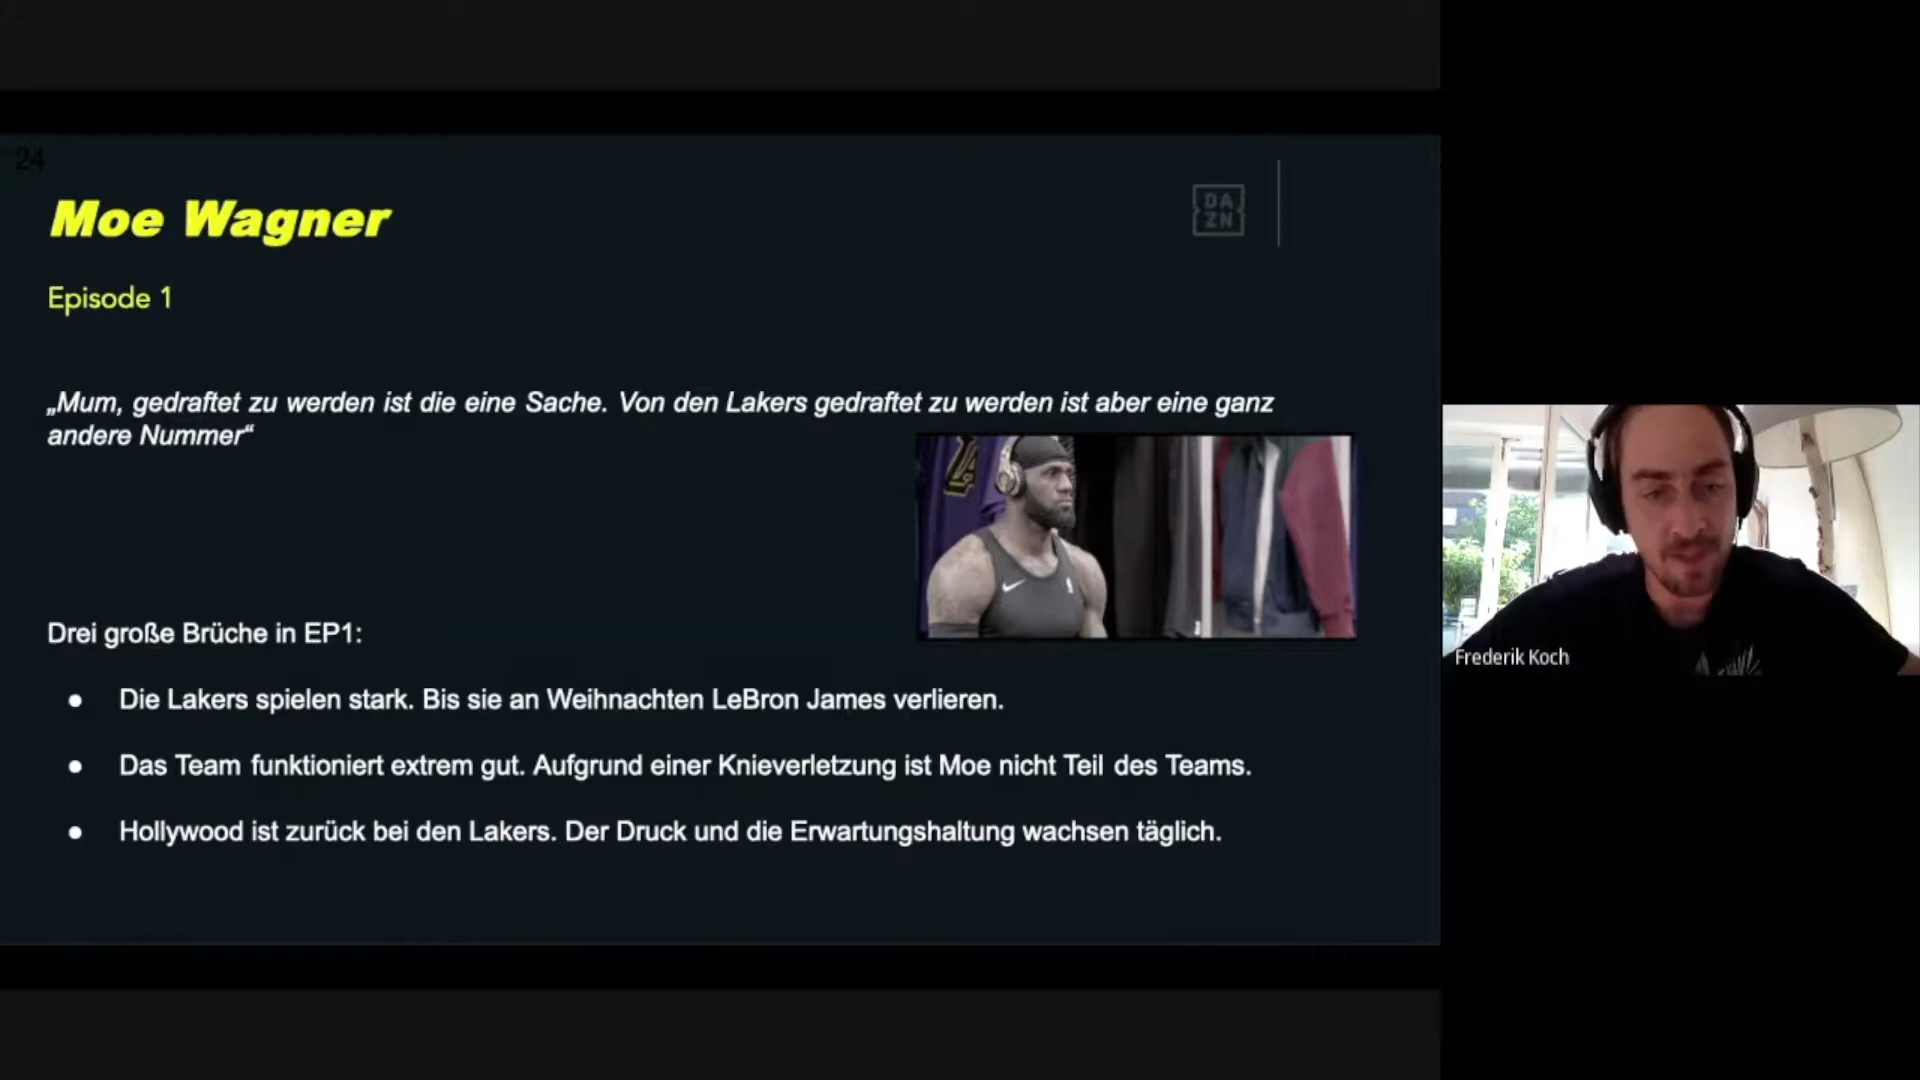 24
Moe Wagner
DA
ZN
Episode 1
„Mum, gedraftet zu werden ist die eine Sache. Von den Lakers gedraftet zu werden ist aber eine ganz
andere Nummer“
Drei große Brüche in EP1:
● Die Lakers spielen stark. Bis sie an Weihnachten LeBron James verlieren.
● Das Team funktioniert extrem gut. Aufgrund einer Knieverletzung ist Moe nicht Teil des Teams.
● Hollywood ist zurück bei den Lakers. Der Druck und die Erwartungshaltung wachsen täglich.
Frederik Koch